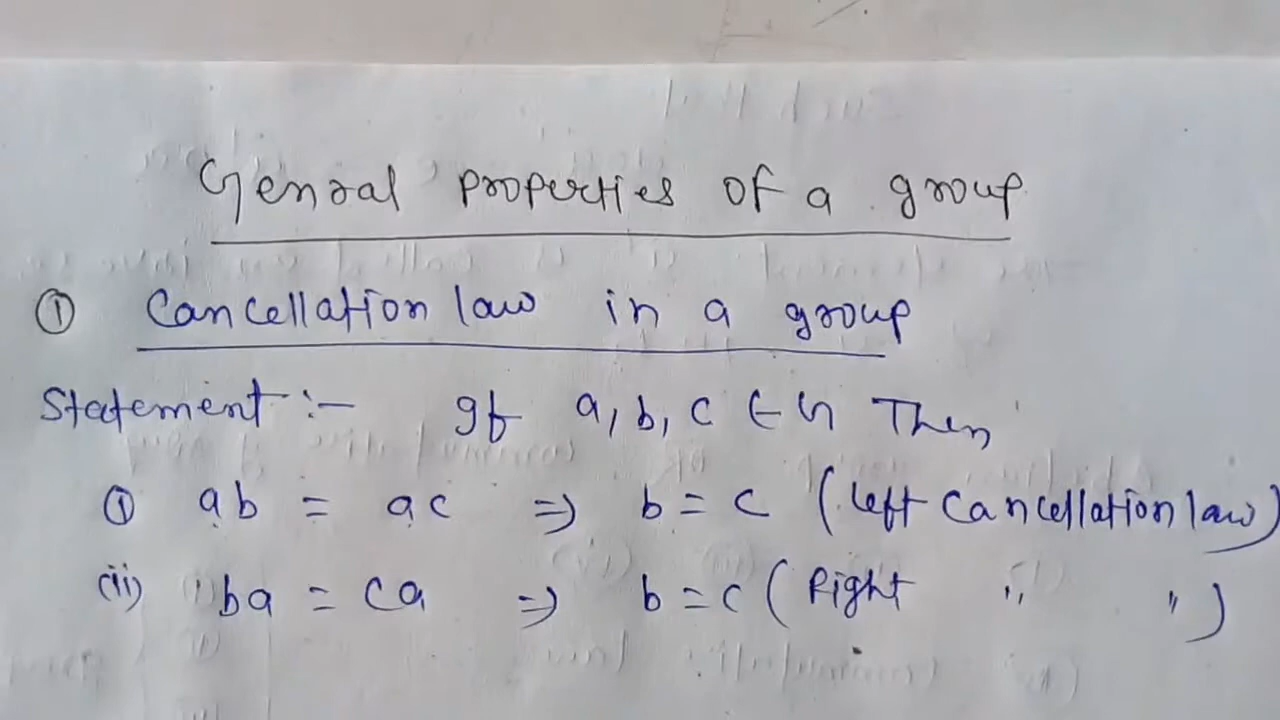 Genral properties of a group
① Cancellation law in a group
Statement :- If a, b, c ∈ G Then
① ab = ac ⇒ b = c (Left Cancellation law)
(ii) ba = ca ⇒ b = c (Right " ")